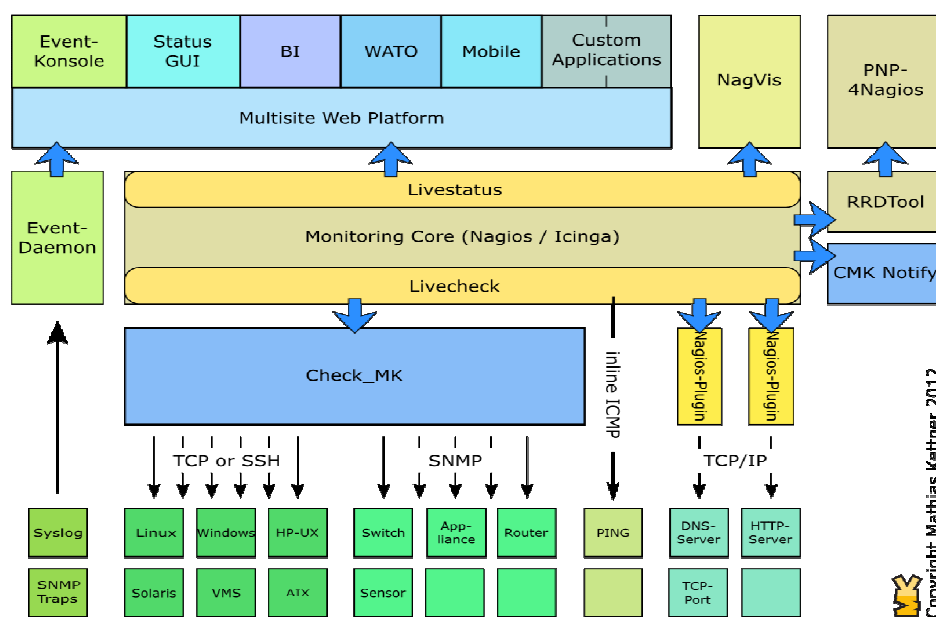 Event-
Konsole
Status
GUI
BI
WATO
Mobile
Custom
Applications
NagVis
PNP-
4Nagios
Multisite Web Platform
Event-
Daemon
Livestatus
Monitoring Core (Nagios / Icinga)
Livecheck
RRDTool
CMK Notify
Check_MK
inline ICMP
Nagios-Plugin
Nagios-Plugin
TCP or SSH
SNMP
TCP/IP
Syslog
Linux
Windows
HP-UX
Switch
App-
liance
Router
PING
DNS-
Server
HTTP-
Server
SNMP
Traps
Solaris
VMS
AIX
Sensor
TCP-
Port
Copyright Mathias Kettner 2012